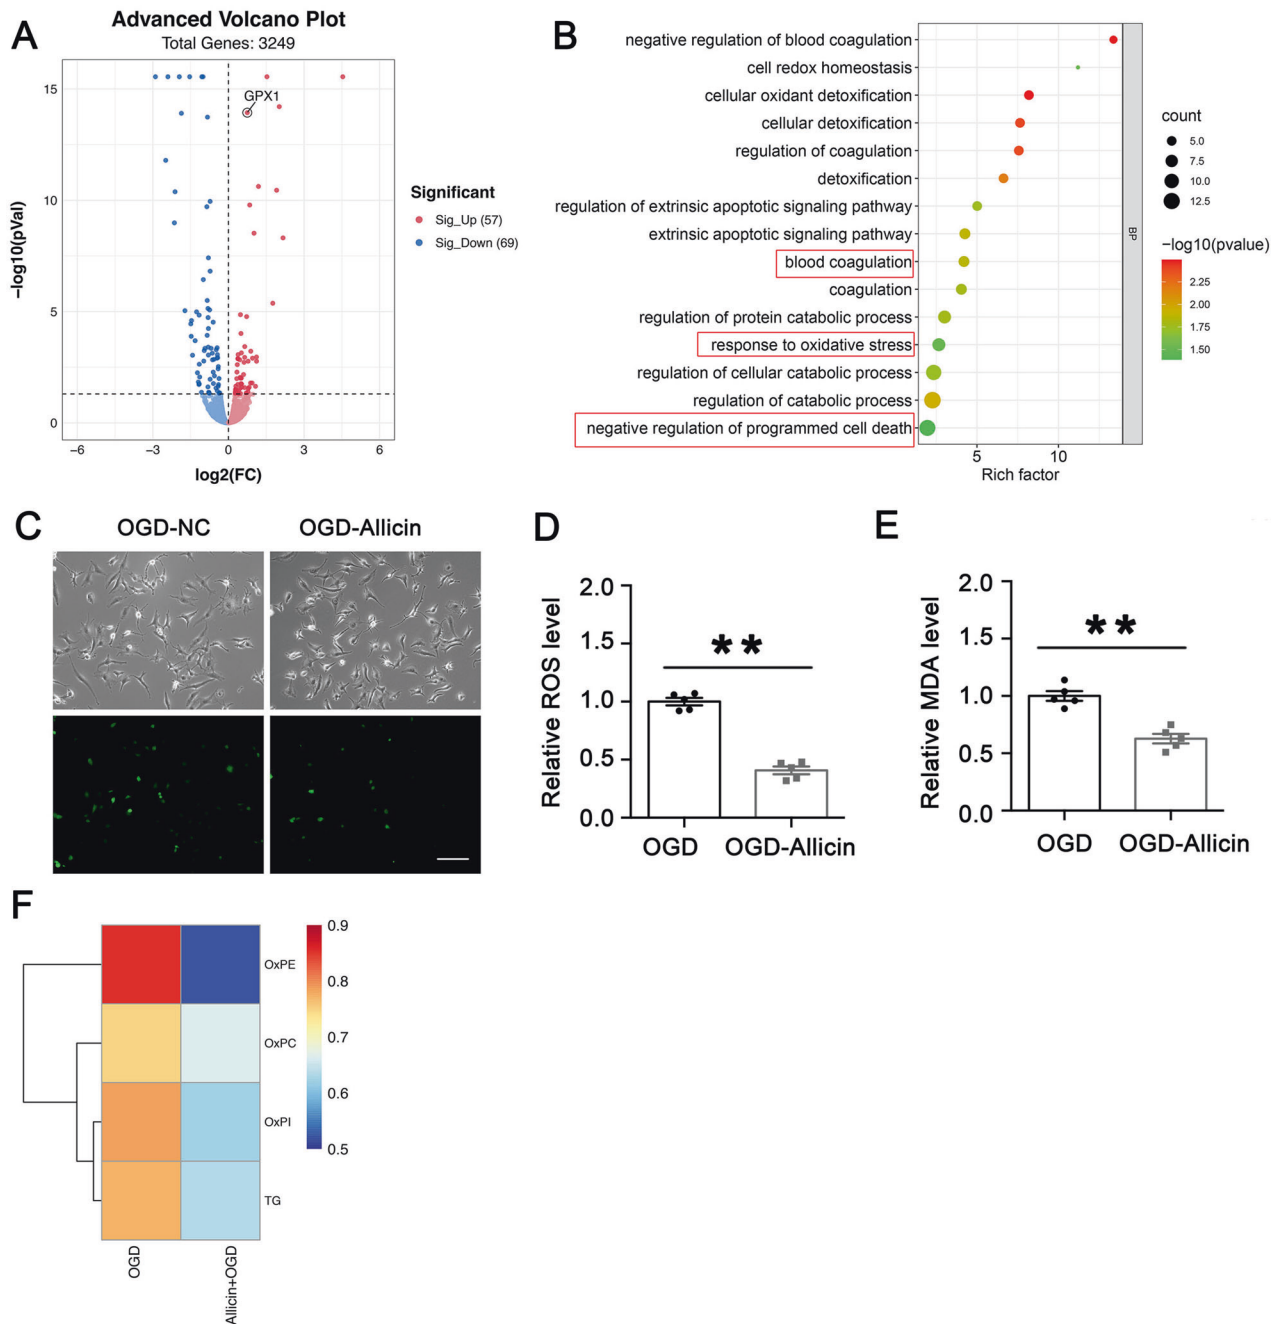 A
Advanced Volcano Plot
Total Genes: 3249
15
10
5
0
−log10(pVal)
GPX1
−6
−3
0
3
6
log2(FC)
Significant
Sig_Up (57)
Sig_Down (69)
B
negative regulation of blood coagulation
cell redox homeostasis
cellular oxidant detoxification
cellular detoxification
regulation of coagulation
detoxification
regulation of extrinsic apoptotic signaling pathway
extrinsic apoptotic signaling pathway
blood coagulation
coagulation
regulation of protein catabolic process
response to oxidative stress
regulation of cellular catabolic process
regulation of catabolic process
negative regulation of programmed cell death
5
10
Rich factor
BP
count
5.0
7.5
10.0
12.5
−log10(pvalue)
2.25
2.00
1.75
1.50
C
OGD-NC
OGD-Allicin
D
Relative ROS level
2.0
1.5
1.0
0.5
0.0
**
OGD
OGD-Allicin
E
Relative MDA level
2.0
1.5
1.0
0.5
0.0
**
OGD
OGD-Allicin
F
OxPE
OxPC
OxPI
TG
OGD
Allicin+OGD
0.9
0.8
0.7
0.6
0.5